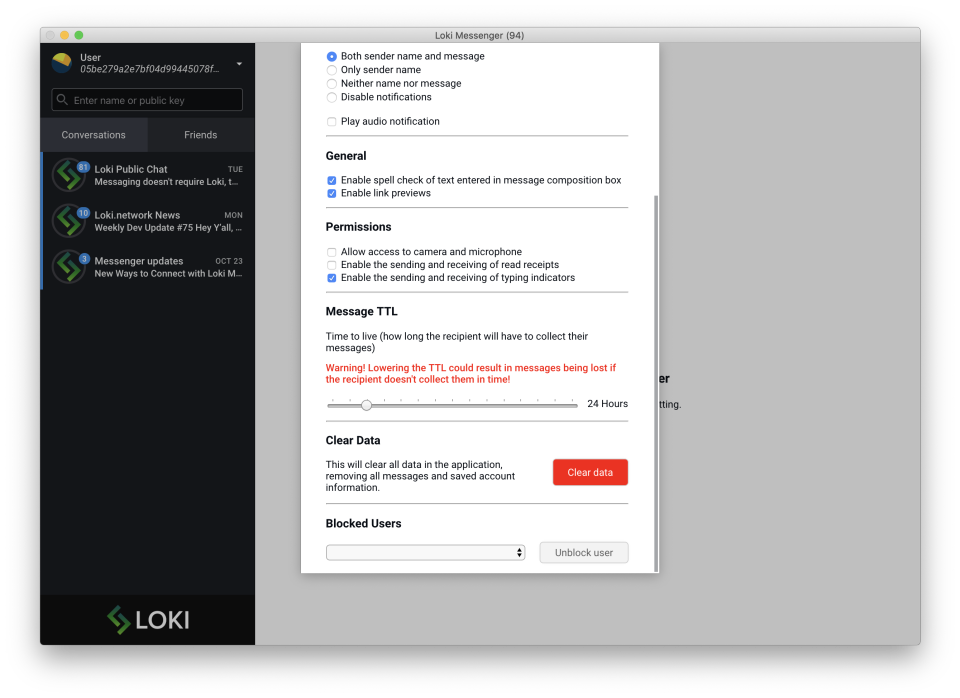 Loki Messenger (94)
User
05be279a2e7bf04d99445078f...
Enter name or public key
Conversations
Friends
81
Loki Public Chat
TUE
Messaging doesn't require Loki, t...
10
Loki.network News
MON
Weekly Dev Update #75 Hey Y'all, ...
3
Messenger updates
OCT 23
New Ways to Connect with Loki M...
LOKI
Both sender name and message
Only sender name
Neither name nor message
Disable notifications
Play audio notification
General
Enable spell check of text entered in message composition box
Enable link previews
Permissions
Allow access to camera and microphone
Enable the sending and receiving of read receipts
Enable the sending and receiving of typing indicators
Message TTL
Time to live (how long the recipient will have to collect their
messages)
Warning! Lowering the TTL could result in messages being lost if
the recipient doesn't collect them in time!
24 Hours
Clear Data
This will clear all data in the application,
removing all messages and saved account
information.
Clear data
Blocked Users
Unblock user
er
tting.